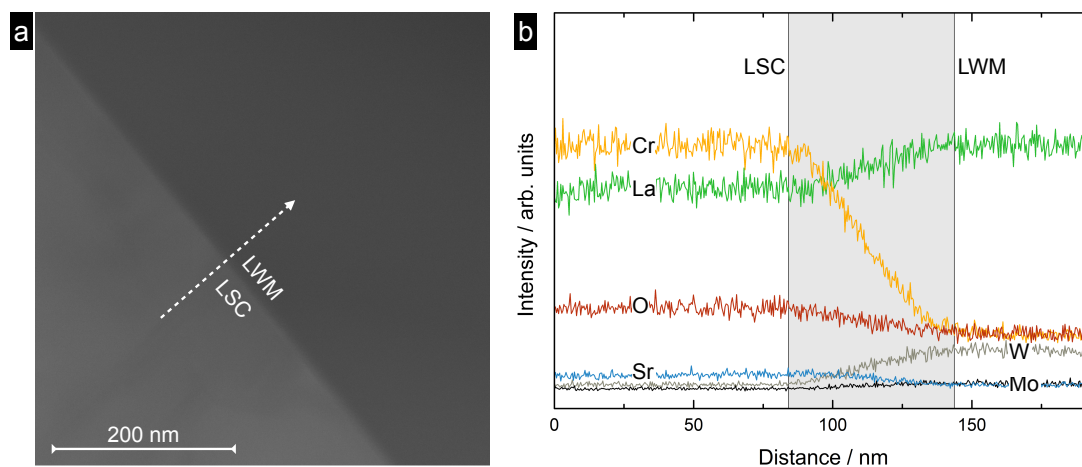 a
LWM
LSC
200 nm
b
LSC
LWM
Cr
La
O
W
Sr
Mo
Intensity / arb. units
0
50
100
150
Distance / nm